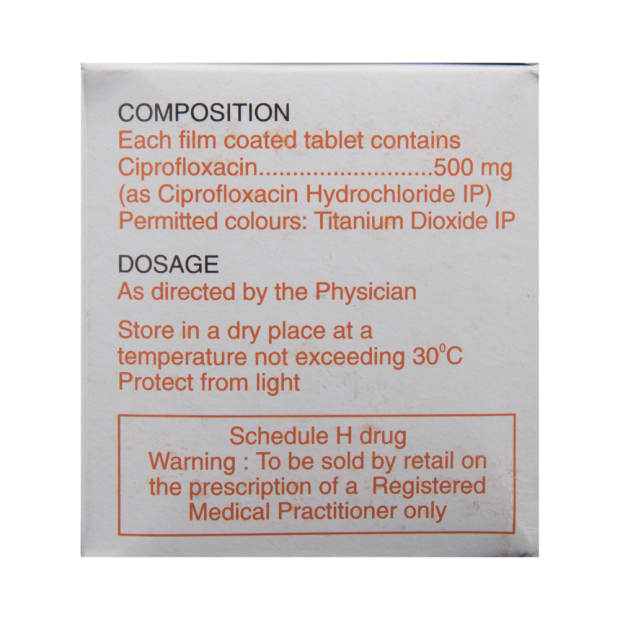 COMPOSITION
Each film coated tablet contains
Ciprofloxacin..........................500 mg
(as Ciprofloxacin Hydrochloride IP)
Permitted colours: Titanium Dioxide IP
DOSAGE
As directed by the Physician
Store in a dry place at a
temperature not exceeding 30⁰C
Protect from light
Schedule H drug
Warning : To be sold by retail on
the prescription of a Registered
Medical Practitioner only